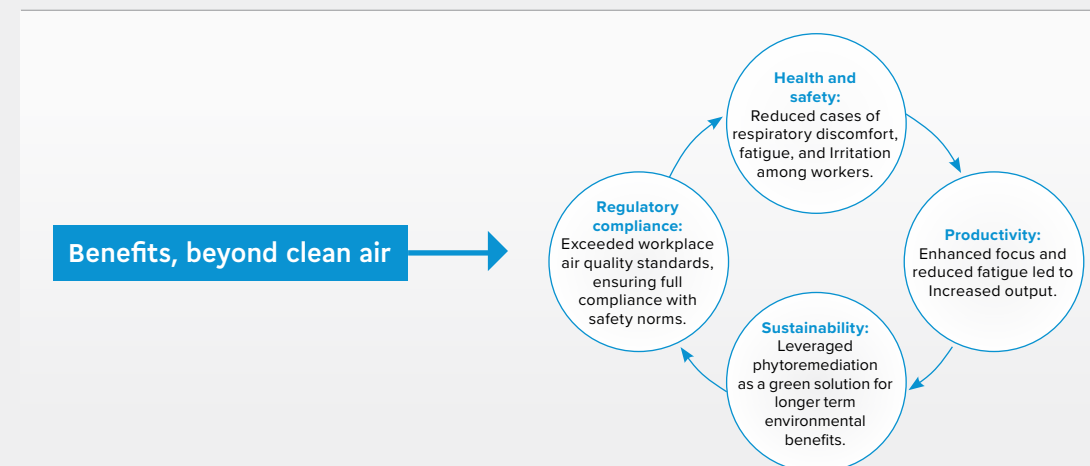 Benefits, beyond clean air
Health and
safety:
Reduced cases of
respiratory discomfort,
fatigue, and Irritation
among workers.
Productivity:
Enhanced focus and
reduced fatigue led to
Increased output.
Sustainability:
Leveraged
phytoremediation
as a green solution for
longer term
environmental
benefits.
Regulatory
compliance:
Exceeded workplace
air quality standards,
ensuring full
compliance with
safety norms.